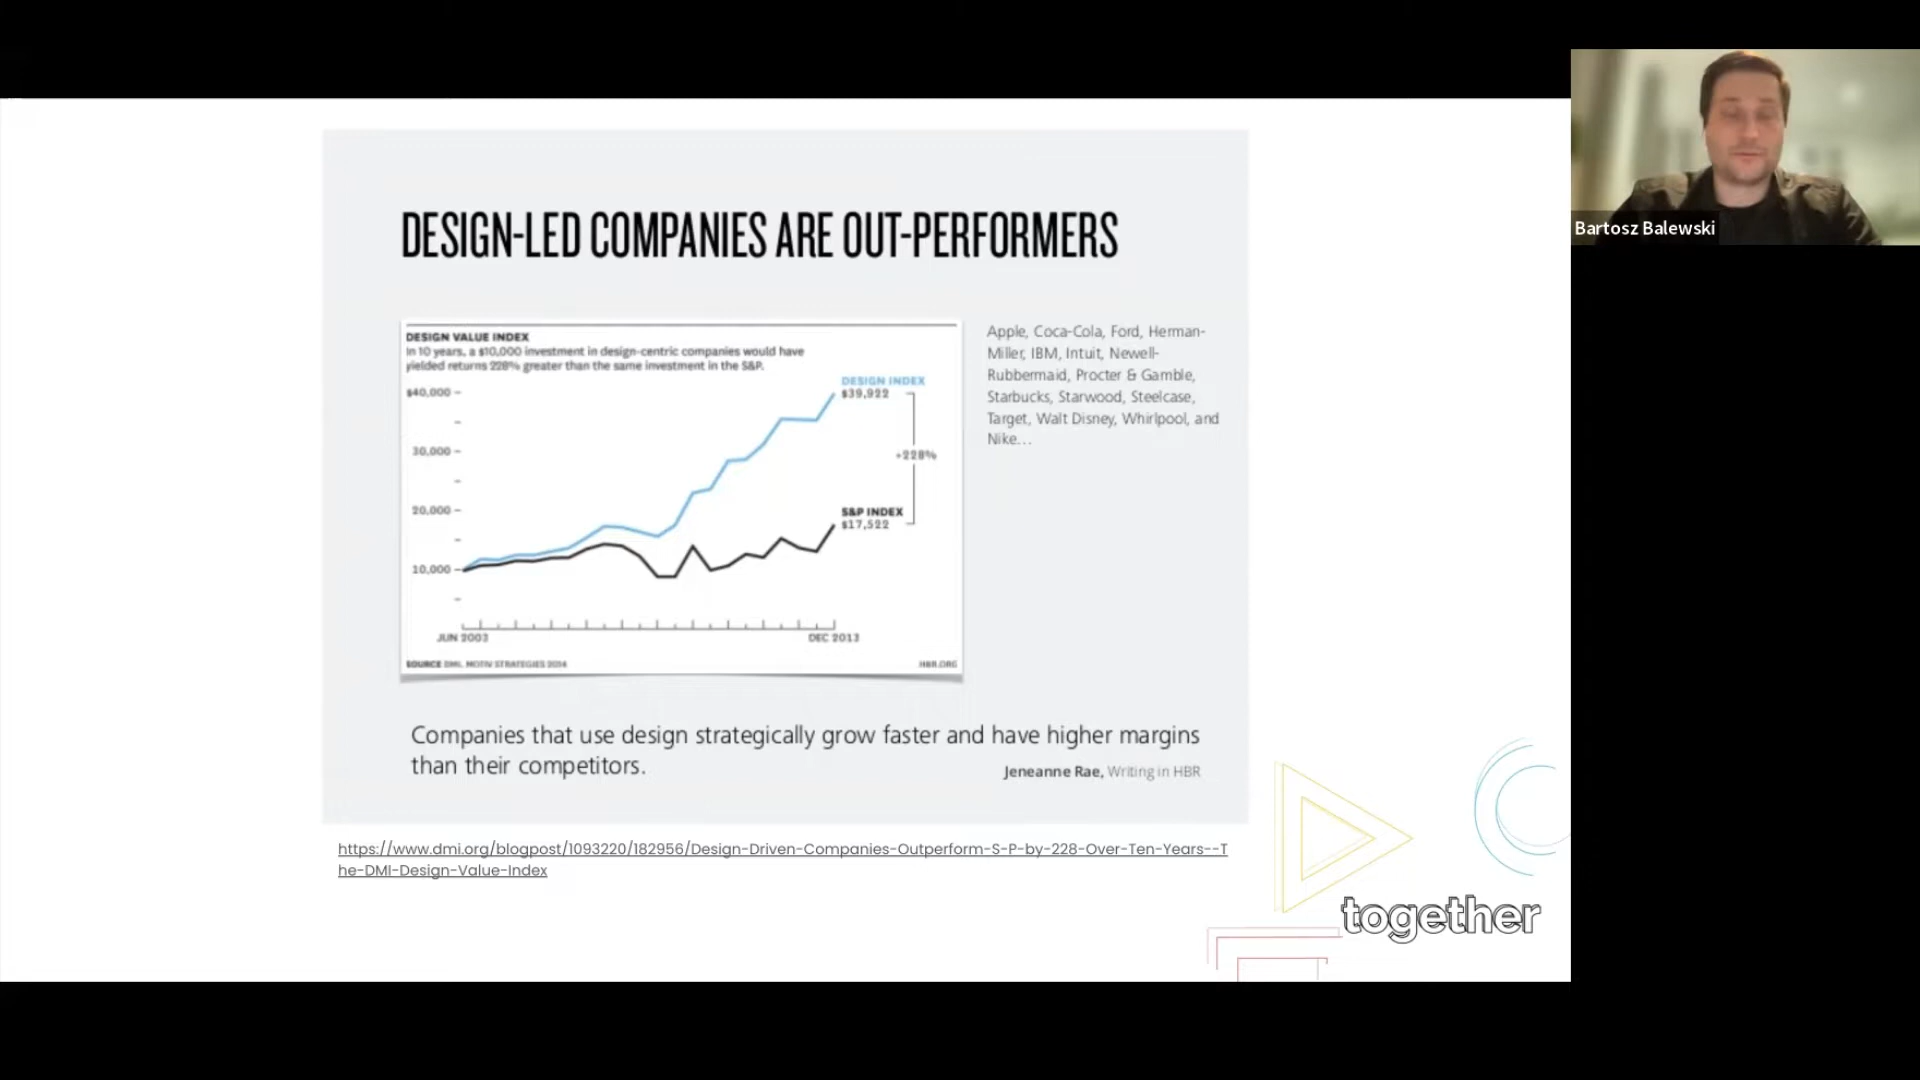 Bartosz Balewski
DESIGN-LED COMPANIES ARE OUT-PERFORMERS
DESIGN VALUE INDEX
In 10 years, a $10,000 investment in design-centric companies would have
yielded returns 228% greater than the same investment in the S&P.
$40,000
30,000
20,000
10,000
DESIGN INDEX
$39,922
+228%
S&P INDEX
$17,522
JUN 2003
DEC 2013
SOURCE DMI, MOTIV STRATEGIES 2014
HBR.ORG
Apple, Coca-Cola, Ford, Herman-
Miller, IBM, Intuit, Newell-
Rubbermaid, Procter & Gamble,
Starbucks, Starwood, Steelcase,
Target, Walt Disney, Whirlpool, and
Nike...
Companies that use design strategically grow faster and have higher margins
than their competitors.
Jeneanne Rae, Writing in HBR
https://www.dmi.org/blogpost/1093220/182956/Design-Driven-Companies-Outperform-S-P-by-228-Over-Ten-Years--T
he-DMI-Design-Value-Index
together